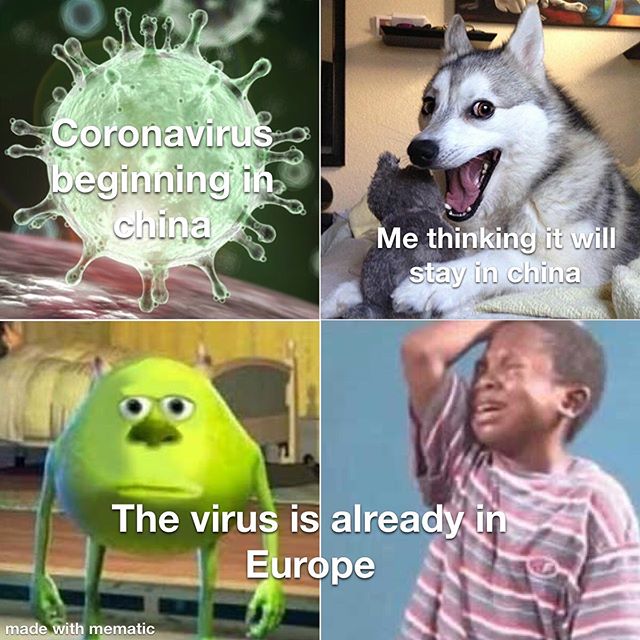 Coronavirus
beginning in
china
Me thinking it will
stay in china
The virus is already in
Europe
made with mematic